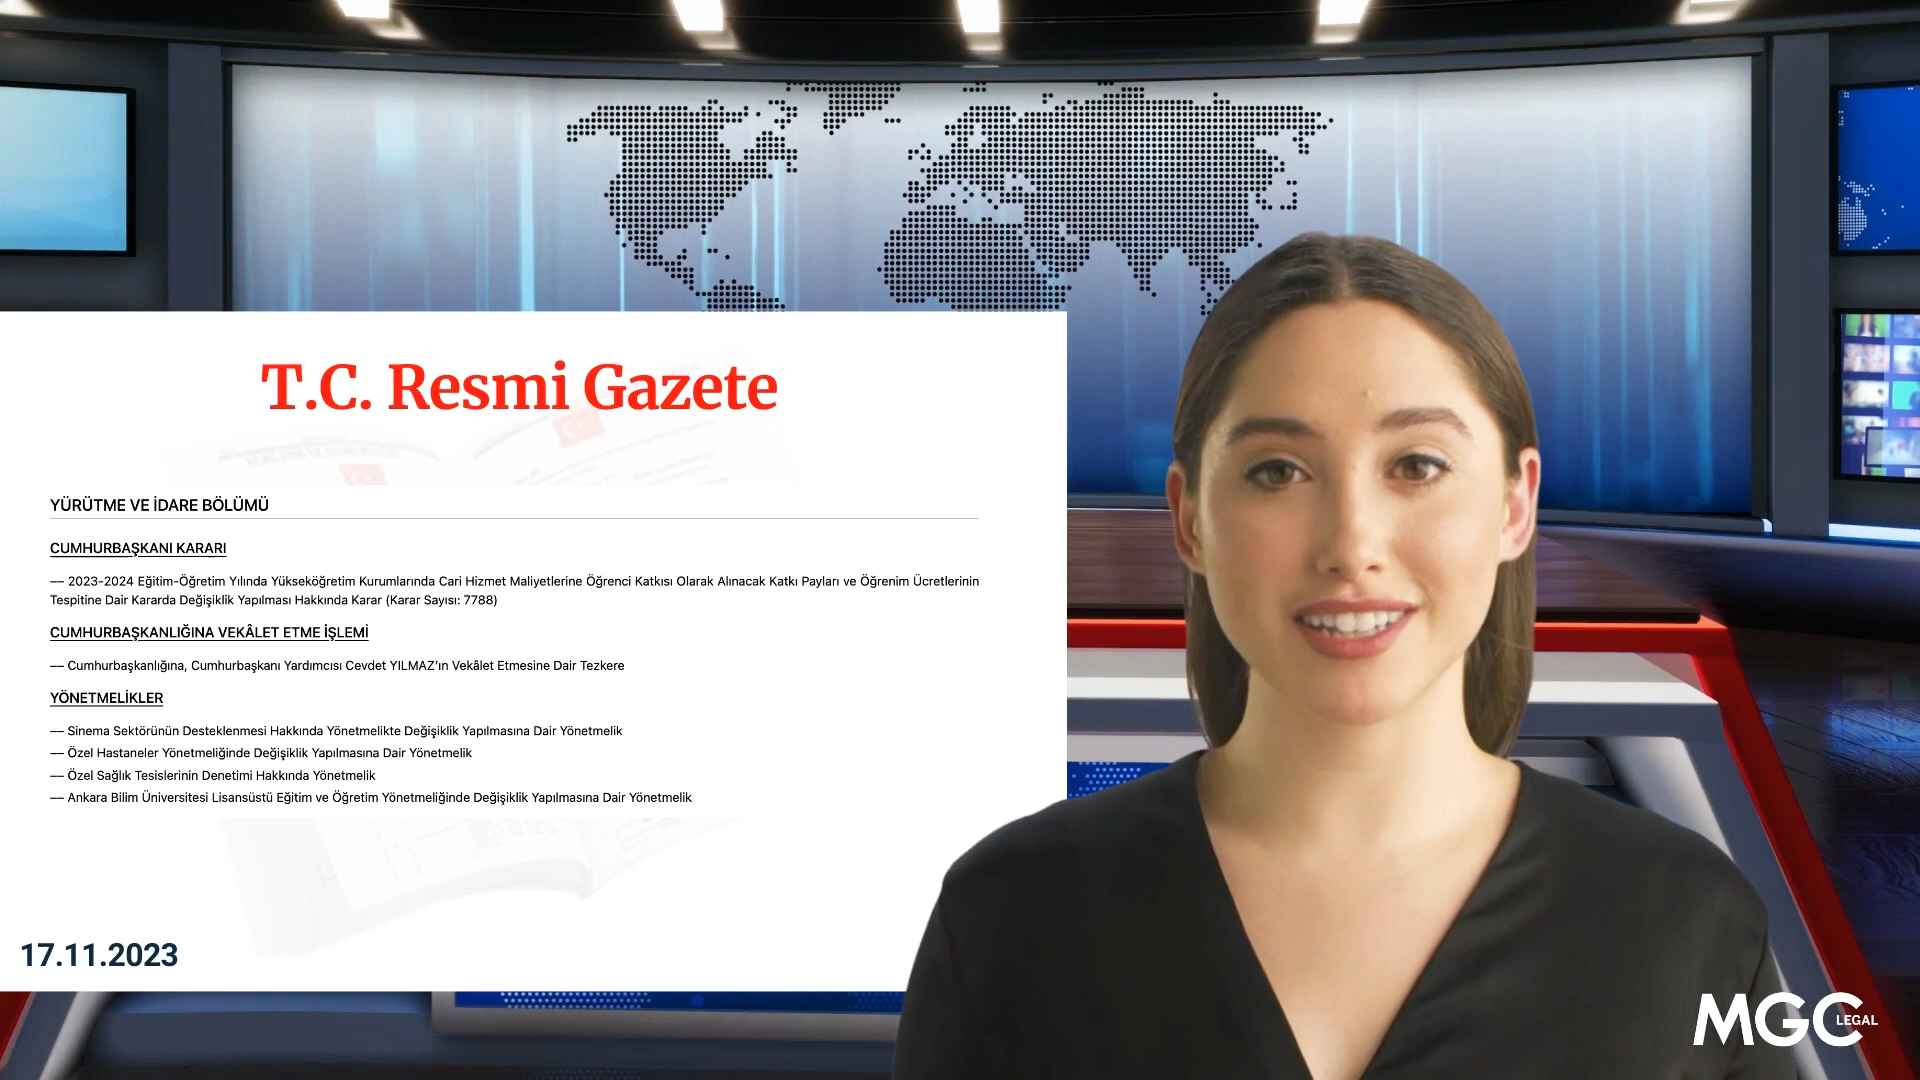 T.C. Resmi Gazete
YÜRÜTME VE İDARE BÖLÜMÜ
CUMHURBAŞKANI KARARI
–– 2023-2024 Eğitim-Öğretim Yılında Yükseköğretim Kurumlarında Cari Hizmet Maliyetlerine Öğrenci Katkısı Olarak Alınacak Katkı Payları ve Öğrenim Ücretlerinin
Tespitine Dair Kararda Değişiklik Yapılması Hakkında Karar (Karar Sayısı: 7788)
CUMHURBAŞKANLIĞINA VEKÂLET ETME İŞLEMİ
–– Cumhurbaşkanlığına, Cumhurbaşkanı Yardımcısı Cevdet YILMAZ’ın Vekâlet Etmesine Dair Tezkere
YÖNETMELİKLER
–– Sinema Sektörünün Desteklenmesi Hakkında Yönetmelikte Değişiklik Yapılmasına Dair Yönetmelik
–– Özel Hastaneler Yönetmeliğinde Değişiklik Yapılmasına Dair Yönetmelik
–– Özel Sağlık Tesislerinin Denetimi Hakkında Yönetmelik
–– Ankara Bilim Üniversitesi Lisansüstü Eğitim ve Öğretim Yönetmeliğinde Değişiklik Yapılmasına Dair Yönetmelik
17.11.2023
MGC LEGAL